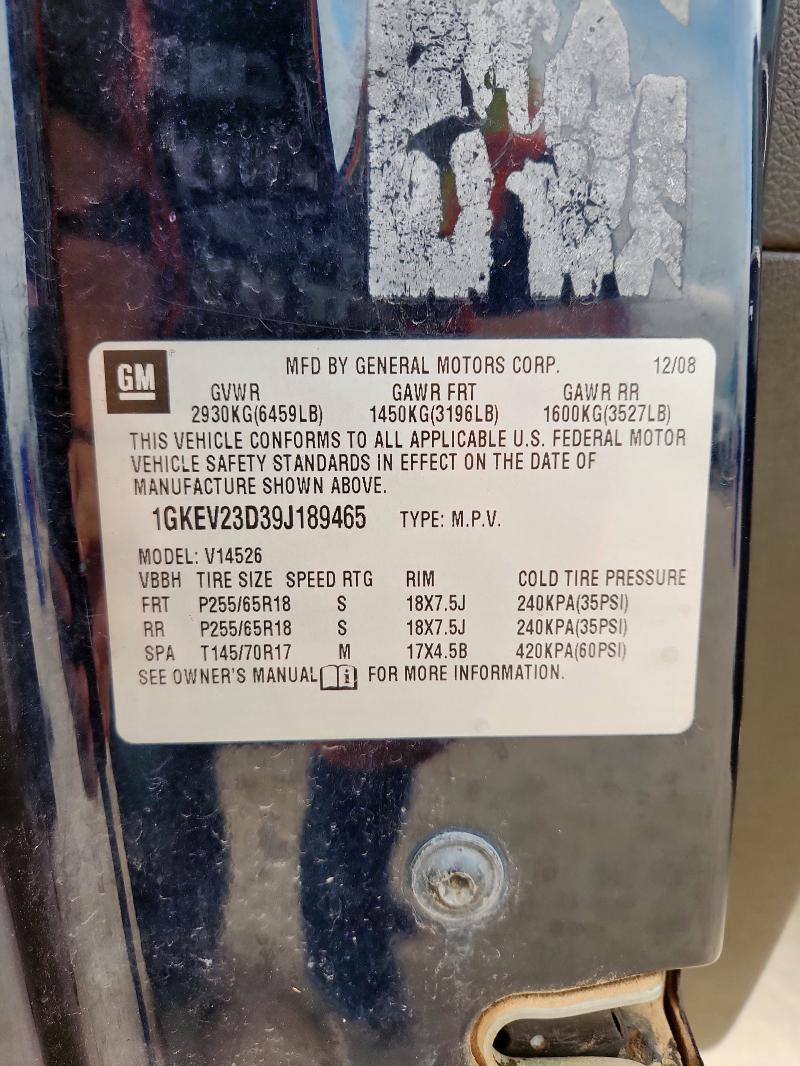 GM MFD BY GENERAL MOTORS CORP. 12/08
GVWR GAWR FRT GAWR RR
2930KG(6459LB) 1450KG(3196LB) 1600KG(3527LB)
THIS VEHICLE CONFORMS TO ALL APPLICABLE U.S. FEDERAL MOTOR
VEHICLE SAFETY STANDARDS IN EFFECT ON THE DATE OF
MANUFACTURE SHOWN ABOVE.
1GKEV23D39J189465 TYPE: M.P.V.
MODEL: V14526
VBBH TIRE SIZE SPEED RTG RIM COLD TIRE PRESSURE
FRT P255/65R18 S 18X7.5J 240KPA(35PSI)
RR P255/65R18 S 18X7.5J 240KPA(35PSI)
SPA T145/70R17 M 17X4.5B 420KPA(60PSI)
SEE OWNER'S MANUAL i FOR MORE INFORMATION.